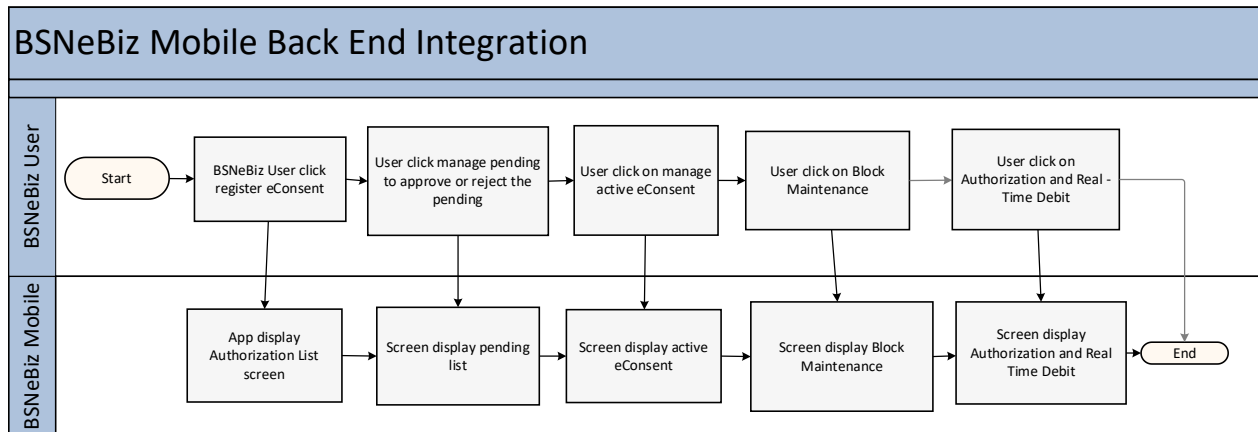 BSNeBiz Mobile Back End Integration
BSNeBiz User
Start
BSNeBiz User click
register eConsent
User click manage pending
to approve or reject the
pending
User click on manage
active eConsent
User click on Block
Maintenance
User click on
Authorization and Real -
Time Debit
BSNeBiz Mobile
App display
Authorization List
screen
Screen display pending
list
Screen display active
eConsent
Screen display Block
Maintenance
Screen display
Authorization and Real
Time Debit
End